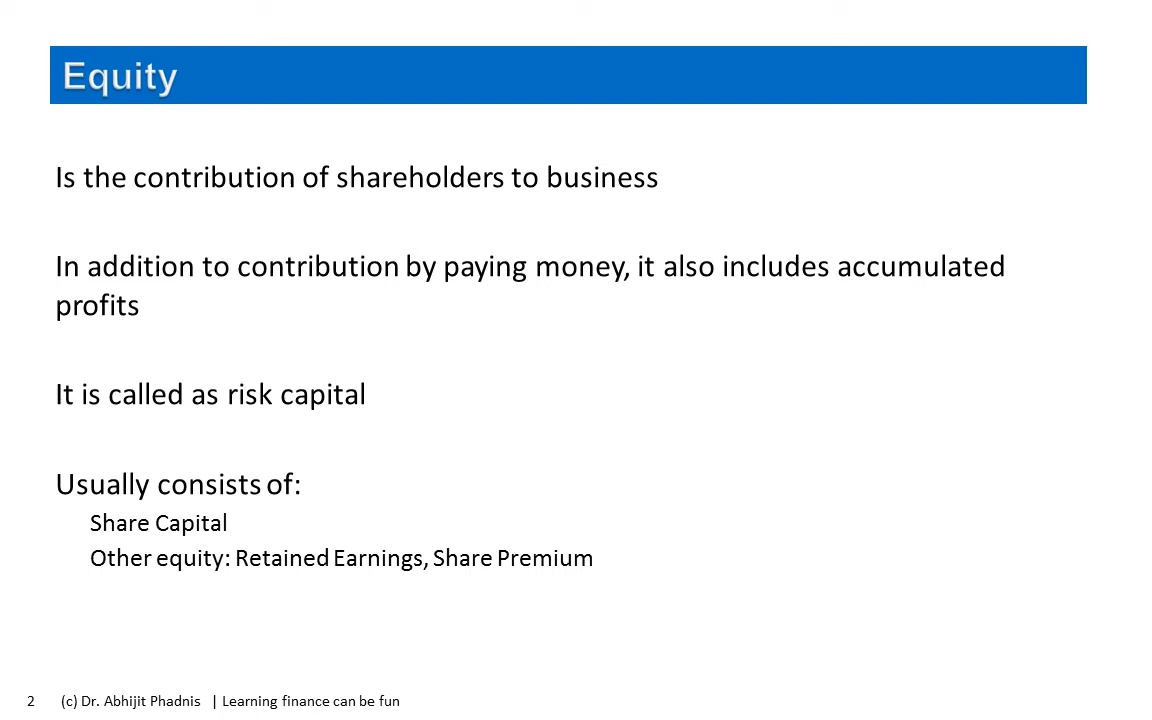 Equity
Is the contribution of shareholders to business
In addition to contribution by paying money, it also includes accumulated
profits
It is called as risk capital
Usually consists of:
Share Capital
Other equity: Retained Earnings, Share Premium
2 (c) Dr. Abhijit Phadnis | Learning finance can be fun